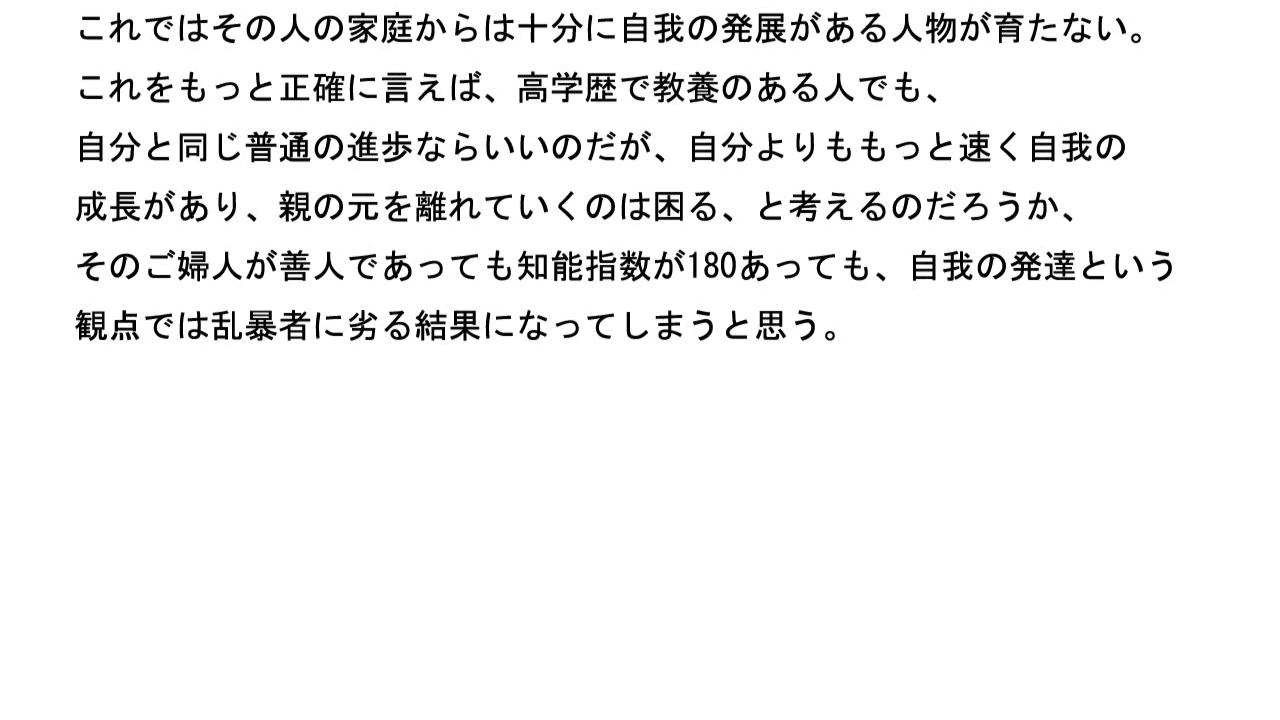 これではその人の家庭からは十分に自我の発展がある人物が育たない。
これをもっと正確に言えば、高学歴で教養のある人でも、
自分と同じ普通の進歩ならいいのだが、自分よりももっと速く自我の
成長があり、親の元を離れていくのは困る、と考えるのだろうか、
そのご婦人が善人であっても知能指数が180あっても、自我の発達という
観点では乱暴者に劣る結果になってしまうと思う。